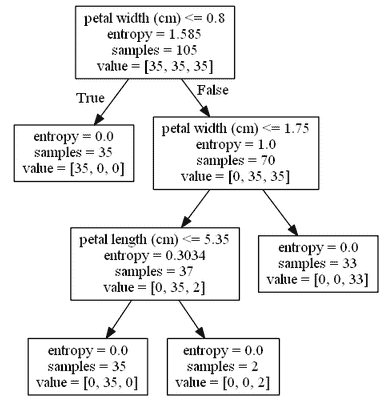 petal width (cm) <= 0.8
entropy = 1.585
samples = 105
value = [35, 35, 35]
True
False
entropy = 0.0
samples = 35
value = [35, 0, 0]
petal width (cm) <= 1.75
entropy = 1.0
samples = 70
value = [0, 35, 35]
petal length (cm) <= 5.35
entropy = 0.3034
samples = 37
value = [0, 35, 2]
entropy = 0.0
samples = 33
value = [0, 0, 33]
entropy = 0.0
samples = 35
value = [0, 35, 0]
entropy = 0.0
samples = 2
value = [0, 0, 2]